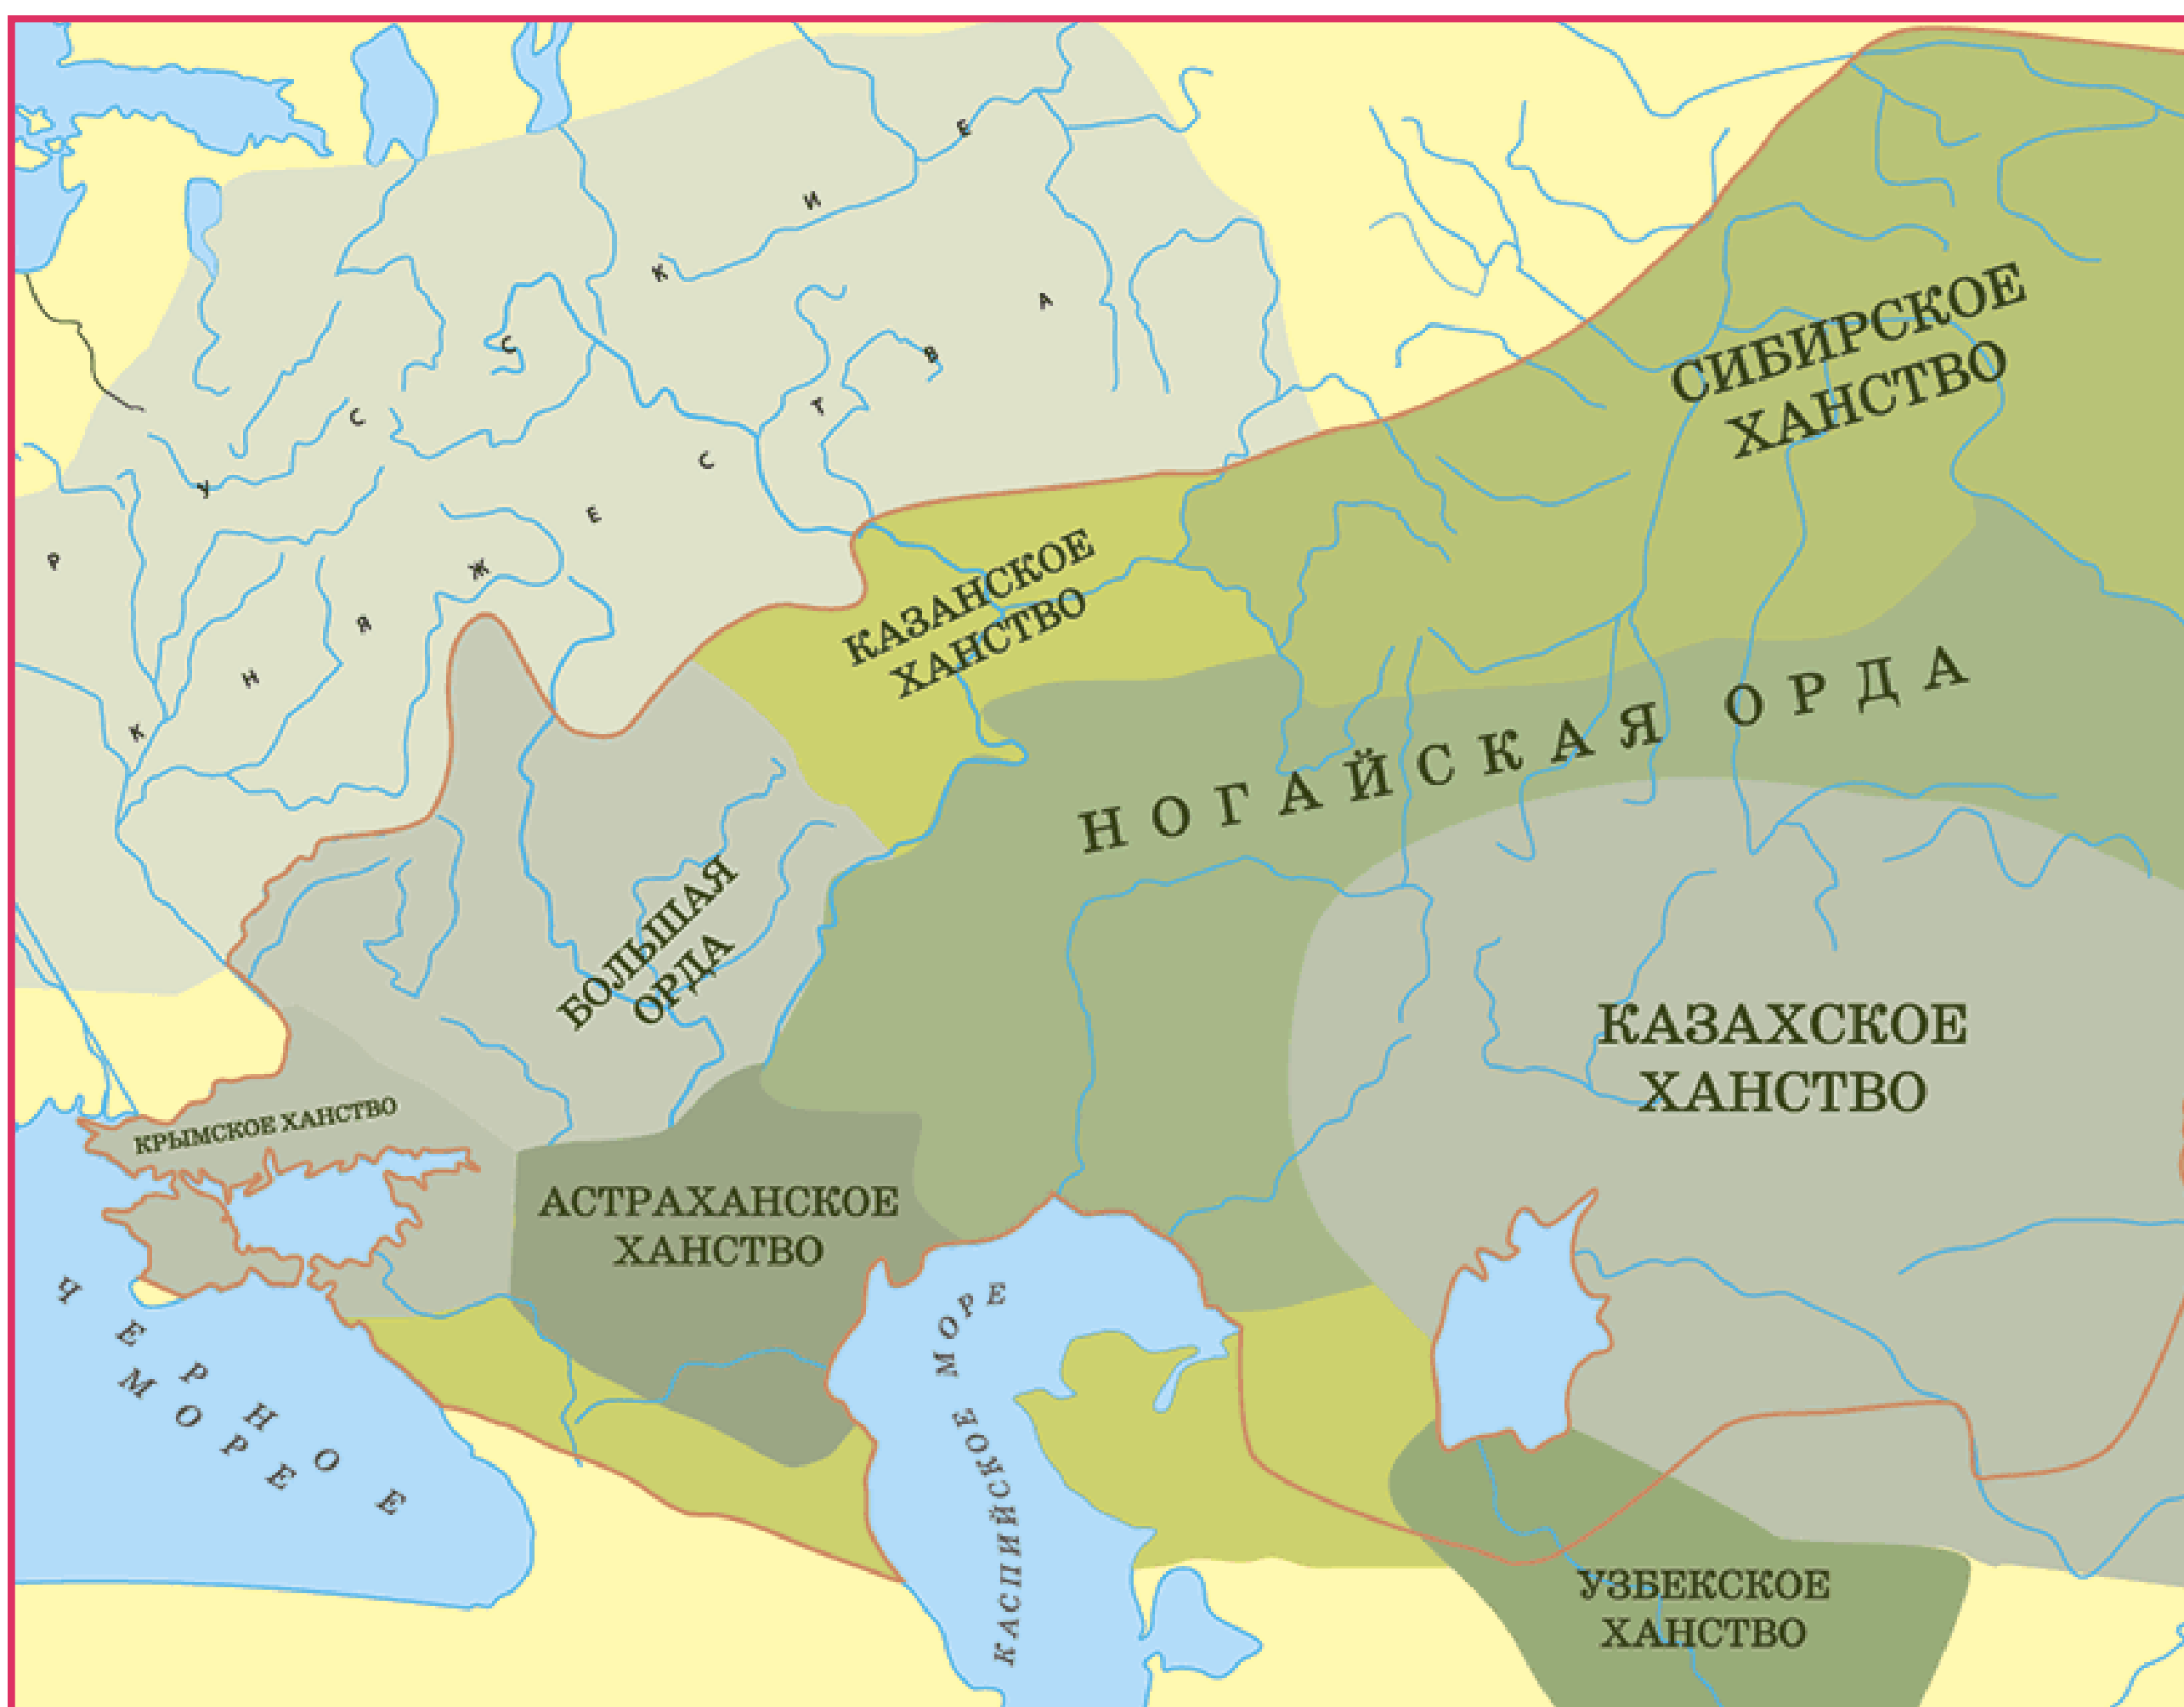 РУССКИЕ
КНЯЖЕСТВА
СИБИРСКОЕ
ХАНСТВО
КАЗАНСКОЕ
ХАНСТВО
НОГАЙСКАЯ ОРДА
БОЛЬШАЯ
ОРДА
КАЗАХСКОЕ
ХАНСТВО
КРЫМСКОЕ ХАНСТВО
АСТРАХАНСКОЕ
ХАНСТВО
ЧЕРНОЕ
МОРЕ
КАСПИЙСКОЕ МОРЕ
УЗБЕКСКОЕ
ХАНСТВО